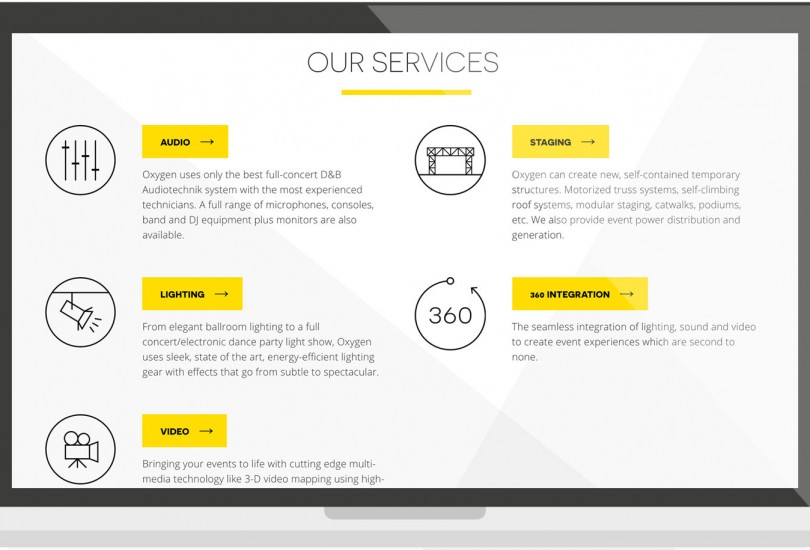 OUR SERVICES
AUDIO
Oxygen uses only the best full-concert D&B
Audiotechnik system with the most experienced
technicians. A full range of microphones, consoles,
band and DJ equipment plus monitors are also
available.
STAGING
Oxygen can create new, self-contained temporary
structures. Motorized truss systems, self-climbing
roof systems, modular staging, catwalks, podiums,
etc. We also provide event power distribution and
generation.
LIGHTING
From elegant ballroom lighting to a full
concert/electronic dance party light show, Oxygen
uses sleek, state of the art, energy-efficient lighting
gear with effects that go from subtle to spectacular.
360
360 INTEGRATION
The seamless integration of lighting, sound and video
to create event experiences which are second to
none.
VIDEO
Bringing your events to life with cutting edge multi-
media technology like 3-D video mapping using high-